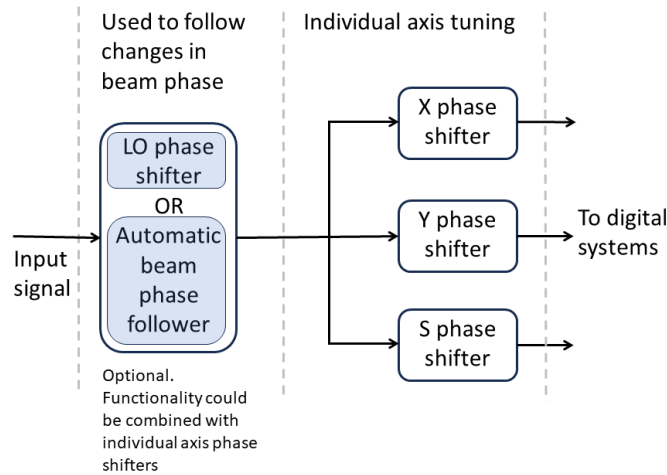 Used to follow
changes in
beam phase
Individual axis tuning
LO phase
shifter
OR
Automatic
beam
phase
follower
Input
signal
X phase
shifter
Y phase
shifter
S phase
shifter
To digital
systems
Optional.
Functionality could
be combined with
individual axis phase
shifters